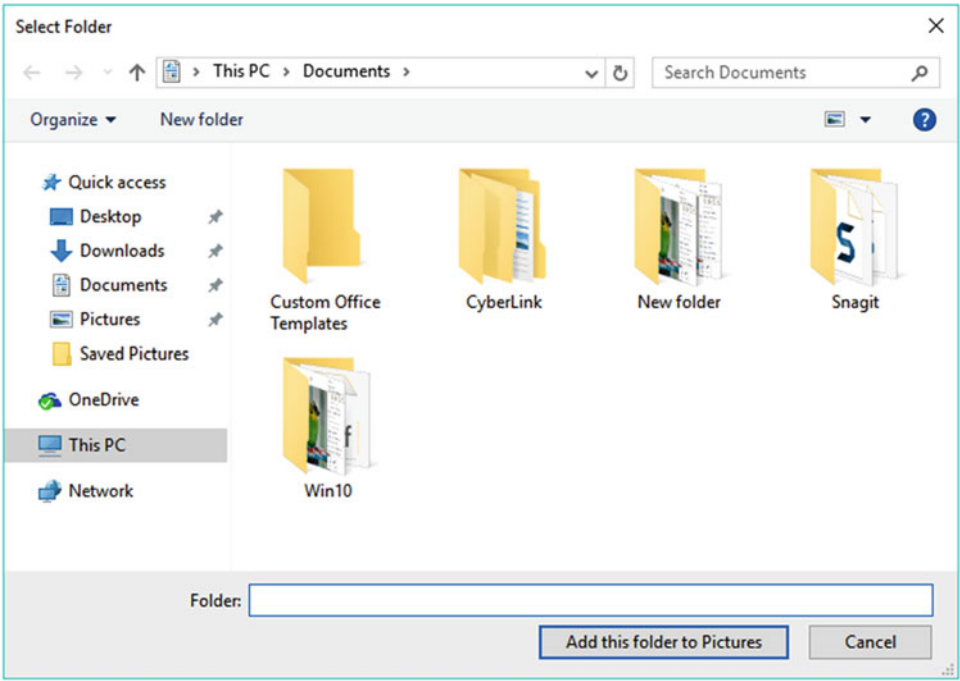 Select Folder
This PC > Documents >
Search Documents
Organize
New folder
?
Quick access
Desktop
Downloads
Documents
Pictures
Saved Pictures
OneDrive
This PC
Network
Custom Office
Templates
CyberLink
New folder
Snagit
Win10
Folder:
Add this folder to Pictures
Cancel